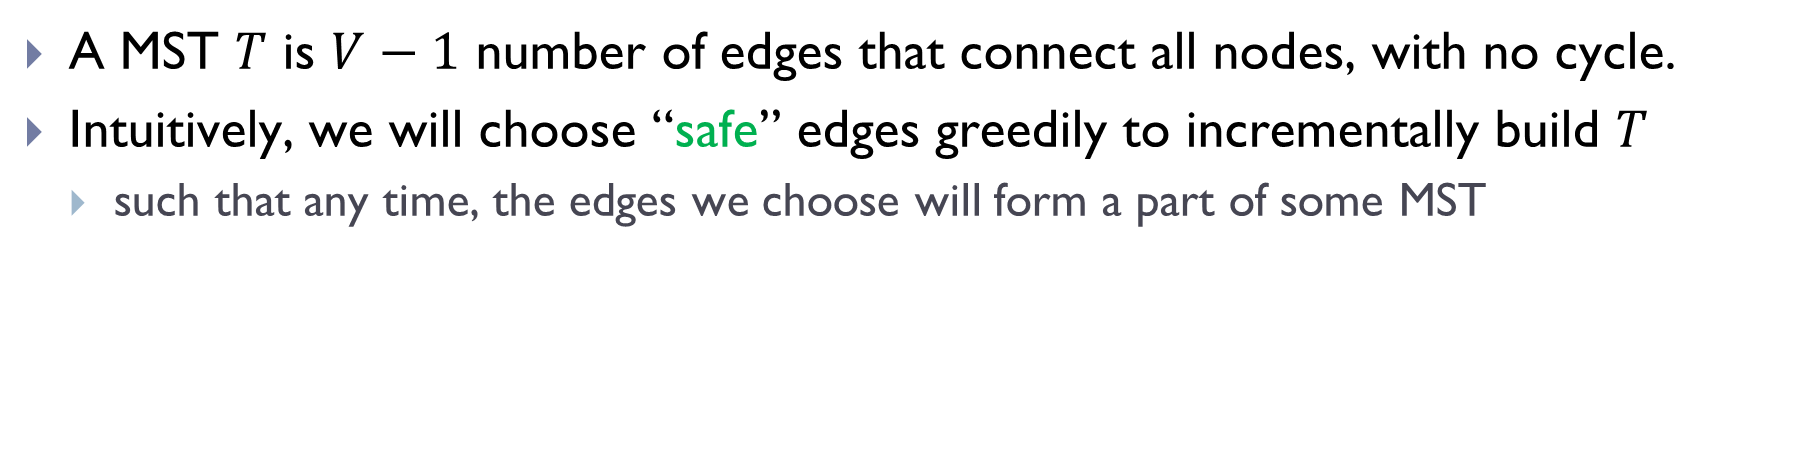 A MST T is V − 1 number of edges that connect all nodes, with no cycle.
Intuitively, we will choose “safe” edges greedily to incrementally build T
such that any time, the edges we choose will form a part of some MST